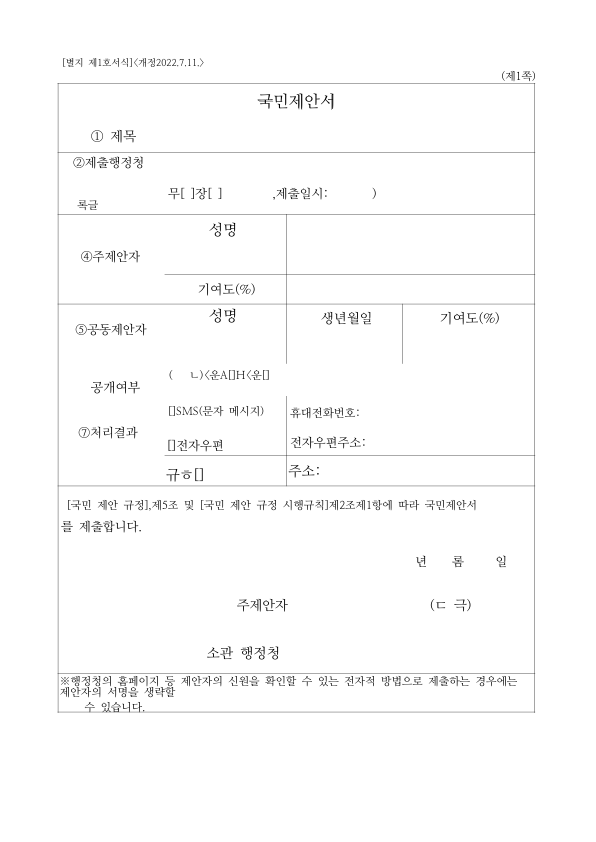 [별지 제1호서식]<개정2022.7.11.>
(제1쪽)
국민제안서
① 제목
②제출행정청
무[ ]장[ ] ,제출일시: )
록글
성명
④주제안자
기여도(%)
성명 생년월일 기여도(%)
⑤공동제안자
( ㄴ)<운A[]H<운[]
공개여부
[]SMS(문자 메시지) 휴대전화번호:
⑦처리결과
[]전자우편 전자우편주소:
규ㅎ[] 주소:
[국민 제안 규정],제5조 및 [국민 제안 규정 시행규칙]제2조제1항에 따라 국민제안서
를 제출합니다.
년 롬 일
주제안자 (ㄷ 극)
소관 행정청
※행정청의 홈페이지 등 제안자의 신원을 확인할 수 있는 전자적 방법으로 제출하는 경우에는
제안자의 서명을 생략할
수 있습니다.